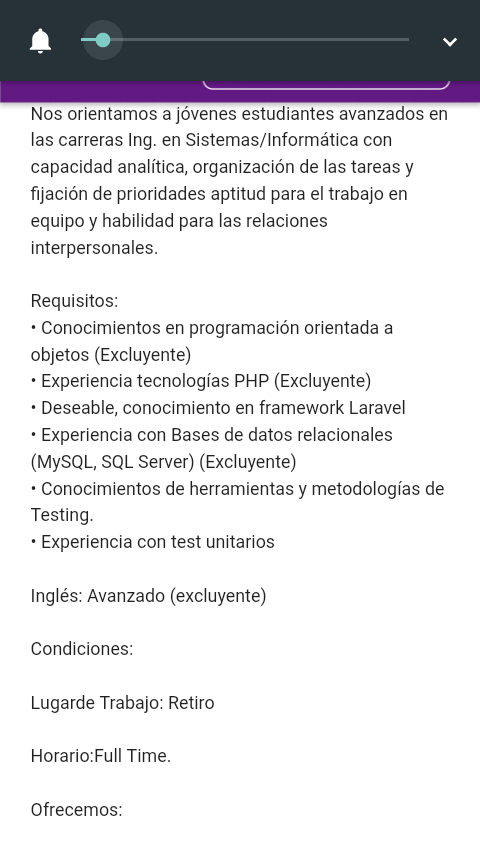 Nos orientamos a jóvenes estudiantes avanzados en
las carreras Ing. en Sistemas/Informática con
capacidad analítica, organización de las tareas y
fijación de prioridades aptitud para el trabajo en
equipo y habilidad para las relaciones
interpersonales.
Requisitos:
• Conocimientos en programación orientada a
objetos (Excluyente)
• Experiencia tecnologías PHP (Excluyente)
• Deseable, conocimiento en framework Laravel
• Experiencia con Bases de datos relacionales
(MySQL, SQL Server) (Excluyente)
• Conocimientos de herramientas y metodologías de
Testing.
• Experiencia con test unitarios
Inglés: Avanzado (excluyente)
Condiciones:
Lugarde Trabajo: Retiro
Horario:Full Time.
Ofrecemos: